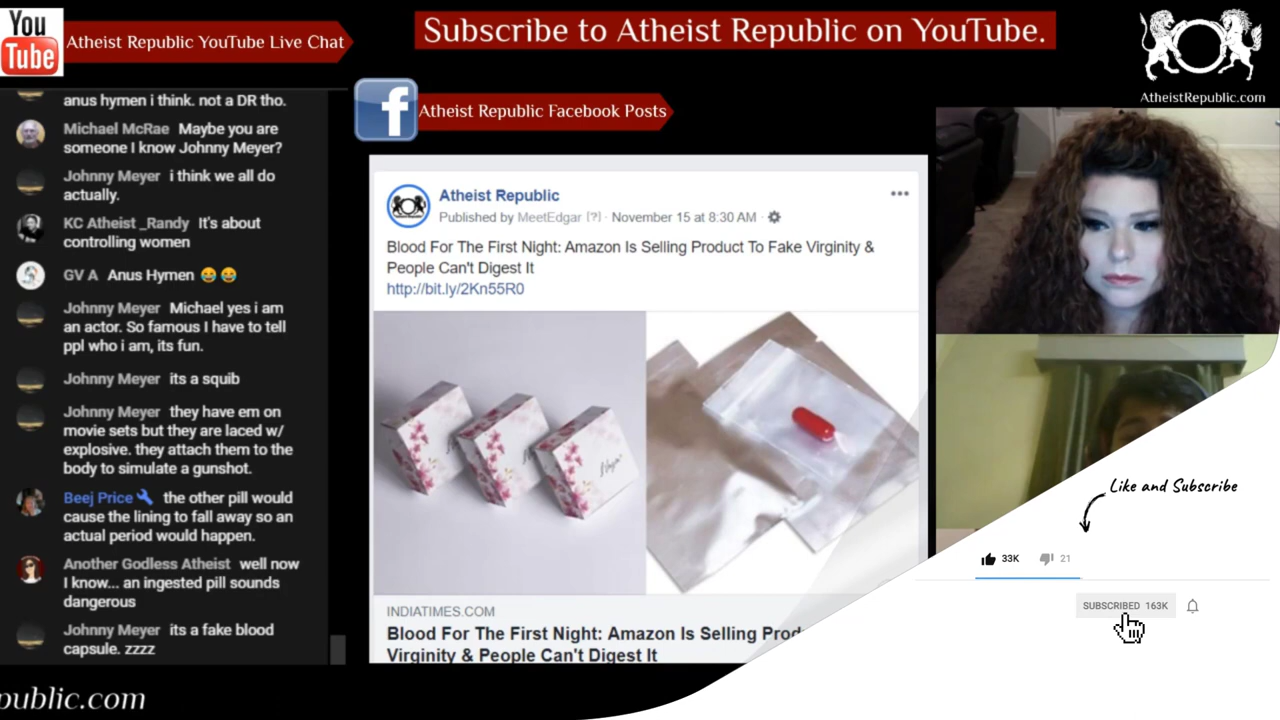 You
Tube
Atheist Republic YouTube Live Chat
Subscribe to Atheist Republic on YouTube.
AtheistRepublic.com
anus hymen i think. not a DR tho.
Michael McRae Maybe you are
someone I know Johnny Meyer?
Johnny Meyer i think we all do
actually.
KC Atheist _Randy It's about
controlling women
GV A Anus Hymen 😂 😂
Johnny Meyer Michael yes i am
an actor. So famous I have to tell
ppl who i am, its fun.
Johnny Meyer its a squib
Johnny Meyer they have em on
movie sets but they are laced w/
explosive. they attach them to the
body to simulate a gunshot.
Beej Price the other pill would
cause the lining to fall away so an
actual period would happen.
Another Godless Atheist well now
I know... an ingested pill sounds
dangerous
Johnny Meyer its a fake blood
capsule. zzzz
f
Atheist Republic Facebook Posts
Atheist Republic
Published by MeetEdgar [?] · November 15 at 8:30 AM ·
Blood For The First Night: Amazon Is Selling Product To Fake Virginity &
People Can't Digest It
http://bit.ly/2Kn55R0
INDIATIMES.COM
Blood For The First Night: Amazon Is Selling Prod
Virginity & People Can't Digest It
Like and Subscribe
33K 21
SUBSCRIBED 163K
public.com